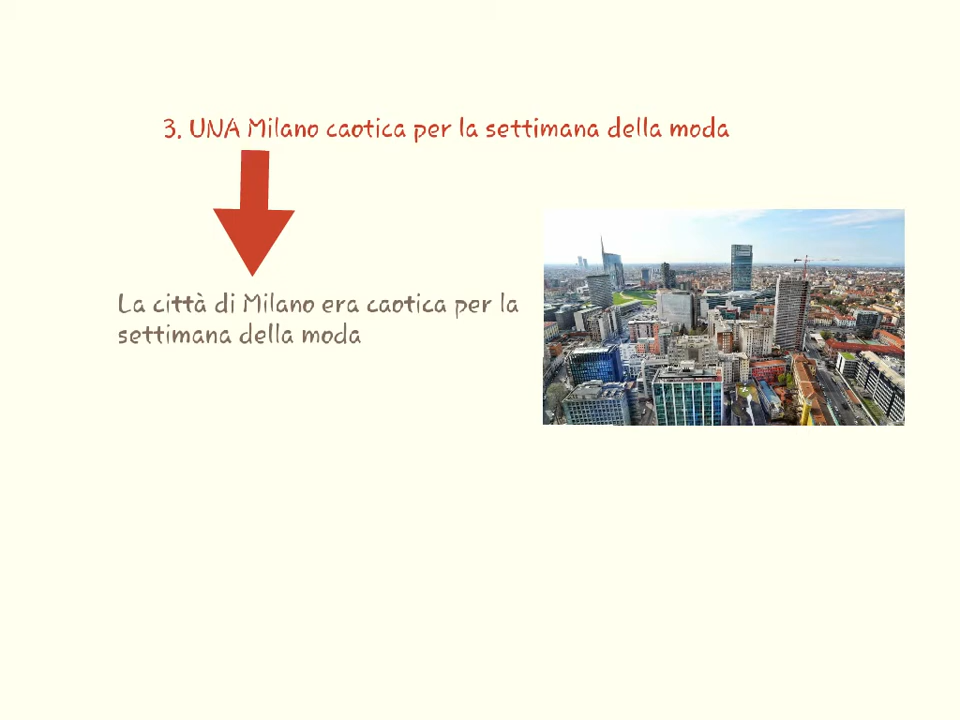 3. UNA Milano caotica per la settimana della moda
La città di Milano era caotica per la
settimana della moda